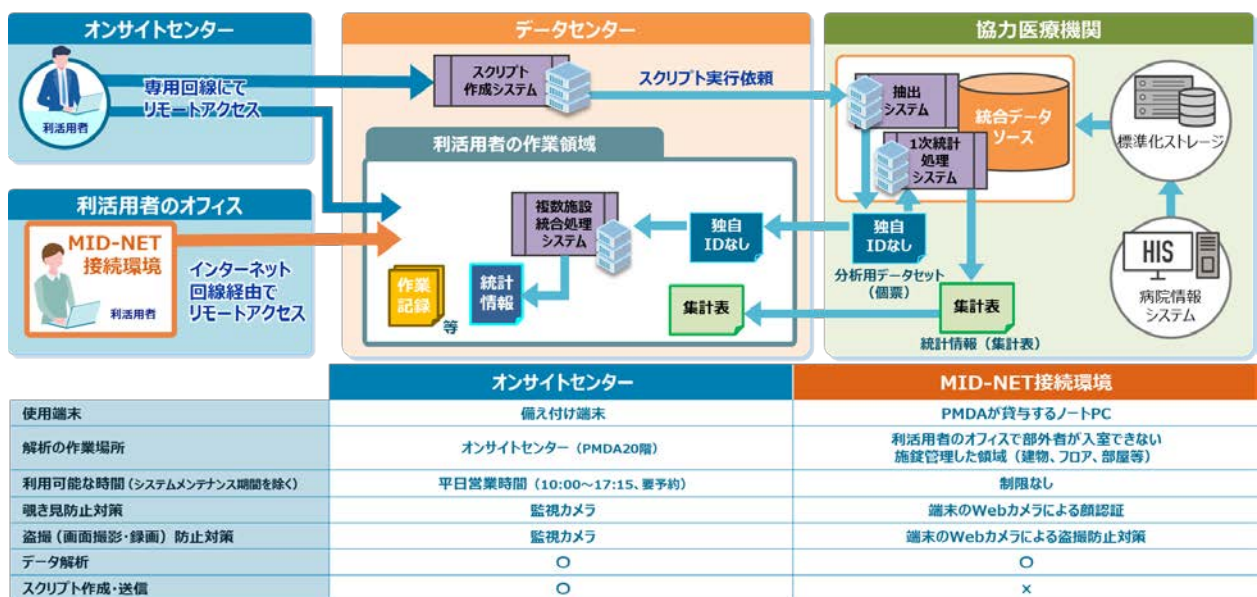 オンサイトセンター
利活用者
専用回線にて
リモートアクセス
利活用者のオフィス
MID-NET
接続環境
利活用者
インターネット
回線経由で
リモートアクセス
データセンター
スクリプト
作成システム
スクリプト実行依頼
利活用者の作業領域
複数施設
統合処理
システム
独自
IDなし
作業
記録
等
統計
情報
集計表
協力医療機関
抽出
システム
統合データ
ソース
1次統計
処理
システム
標準化ストレージ
独自
IDなし
分析用データセット
（個票）
集計表
統計情報（集計表）
HIS
病院情報
システム
オンサイトセンター MID-NET接続環境
使用端末 備え付け端末 PMDAが貸与するノートPC
解析の作業場所 オンサイトセンター（PMDA20階） 利活用者のオフィスで部外者が入室できない
施錠管理した領域（建物、フロア、部屋等）
利用可能な時間（システムメンテナンス期間を除く） 平日営業時間（10:00～17:15、要予約） 制限なし
覗き見防止対策 監視カメラ 端末のWebカメラによる顔認証
盗撮（画面撮影・録画）防止対策 監視カメラ 端末のWebカメラによる盗撮防止対策
データ解析 ○ ○
スクリプト作成・送信 ○ ×